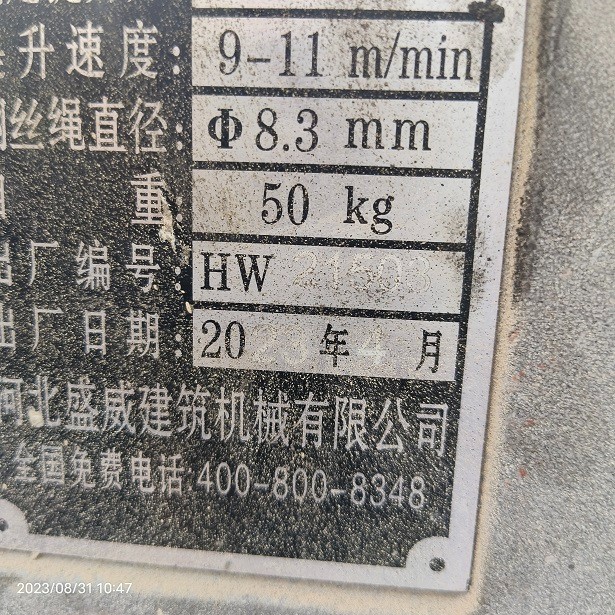 升速度: 9-11 m/min
丝绳直径: Φ8.3 mm
重: 50 kg
出厂编号: HW
出厂日期: 20 年 4 月
河北盛威建筑机械有限公司
全国免费电话:400-800-8348
2023/08/31 10:47